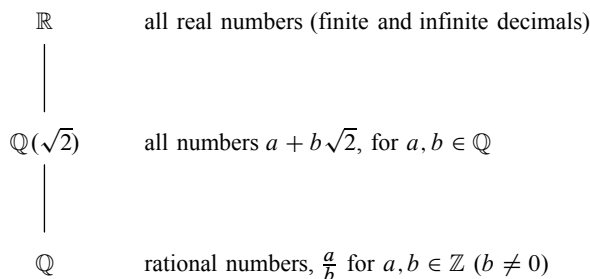 ℝ all real numbers (finite and infinite decimals)
ℚ(√2) all numbers a + b√2, for a, b ∈ ℚ
ℚ rational numbers, a/b for a, b ∈ ℤ (b ≠ 0)